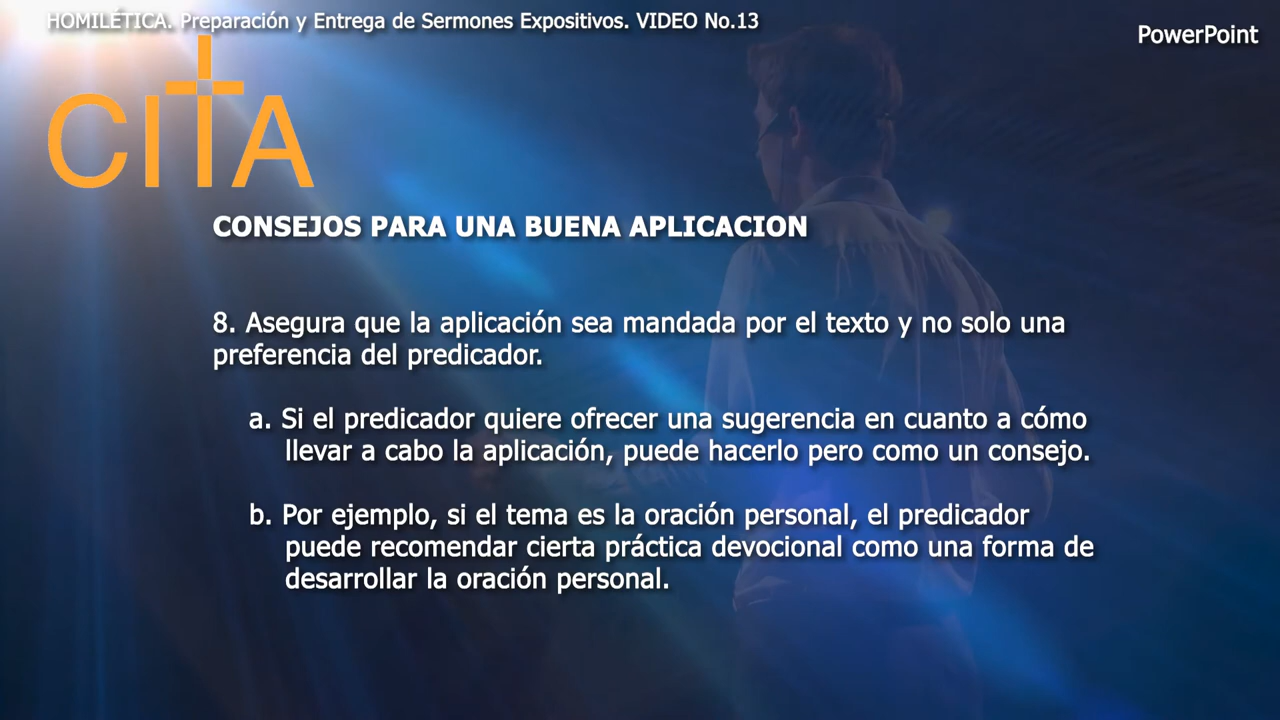 HOMILÉTICA. Preparación y Entrega de Sermones Expositivos. VIDEO No.13
PowerPoint
CITA
CONSEJOS PARA UNA BUENA APLICACION
8. Asegura que la aplicación sea mandada por el texto y no solo una
preferencia del predicador.
a. Si el predicador quiere ofrecer una sugerencia en cuanto a cómo
llevar a cabo la aplicación, puede hacerlo pero como un consejo.
b. Por ejemplo, si el tema es la oración personal, el predicador
puede recomendar cierta práctica devocional como una forma de
desarrollar la oración personal.